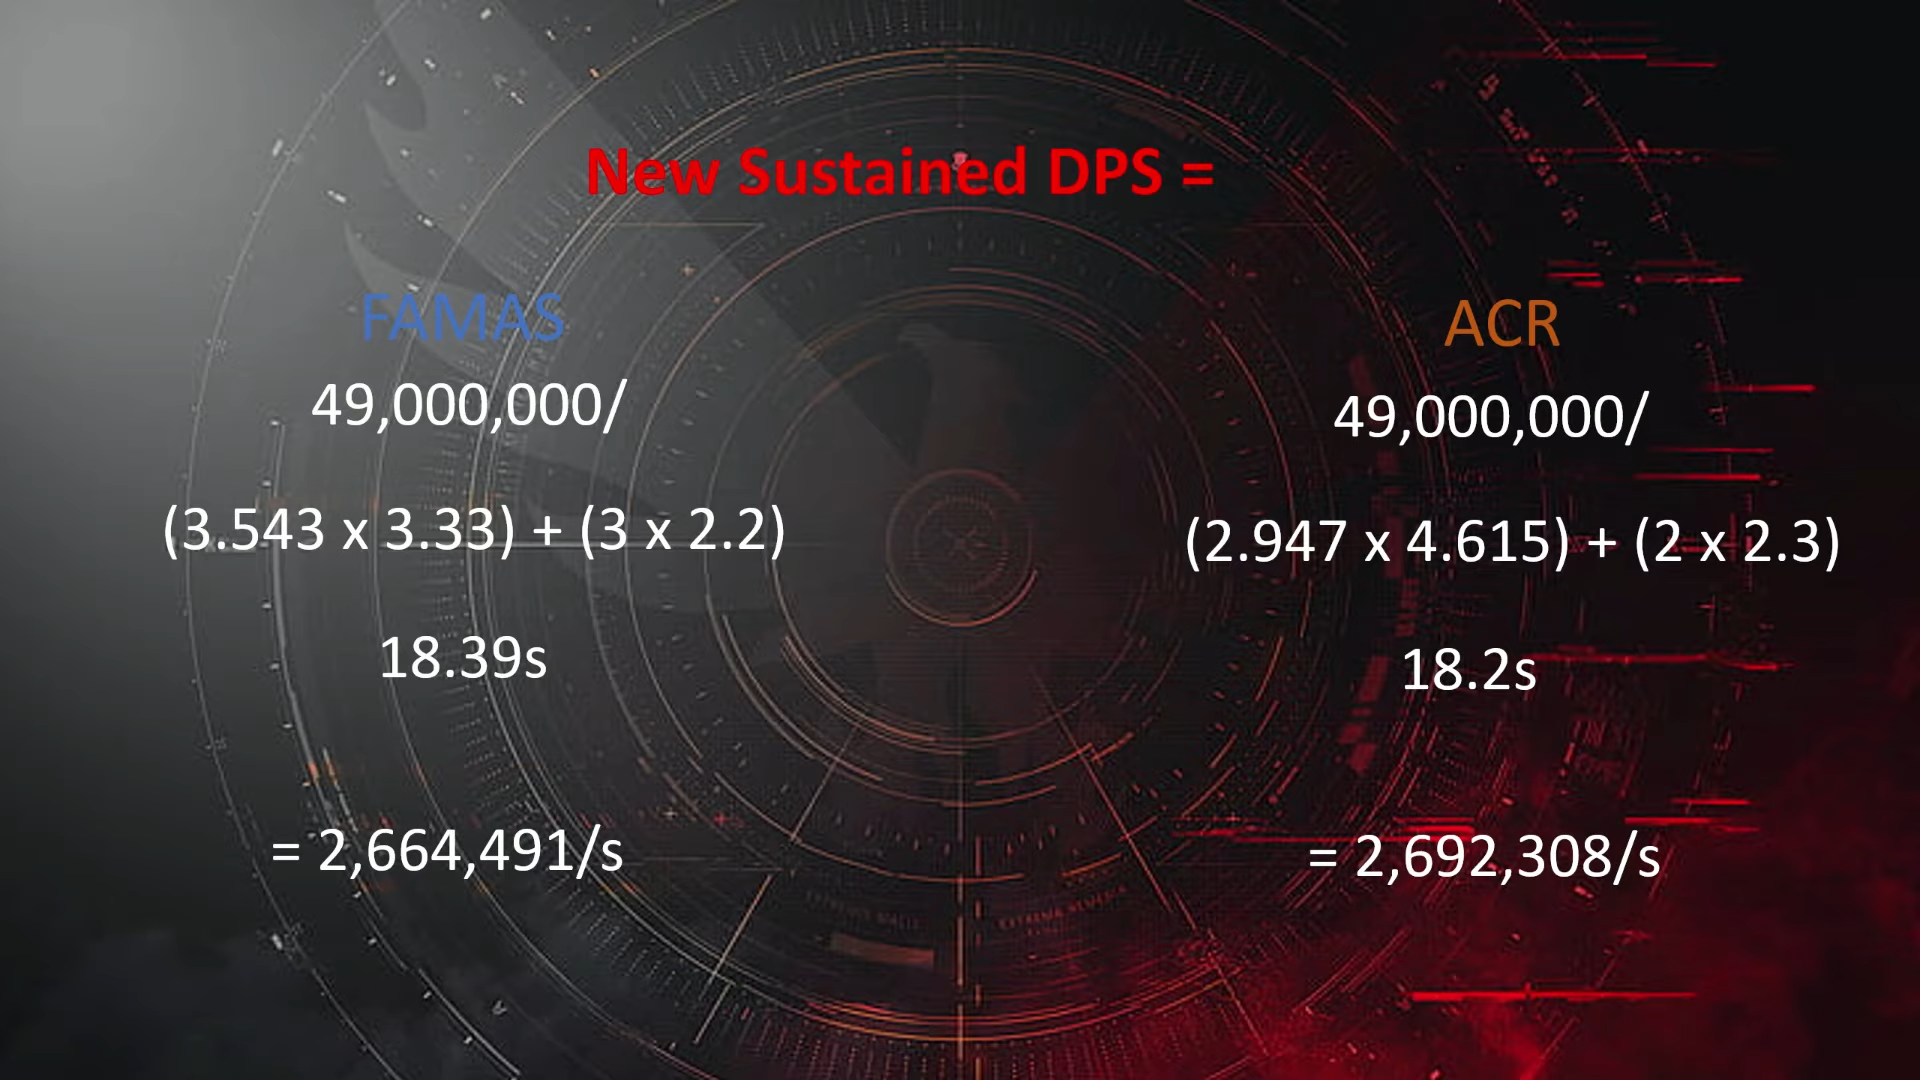 New Sustained DPS =
FAMAS
49,000,000/
(3.543 x 3.33) + (3 x 2.2)
18.39s
= 2,664,491/s
ACR
49,000,000/
(2.947 x 4.615) + (2 x 2.3)
18.2s
= 2,692,308/s